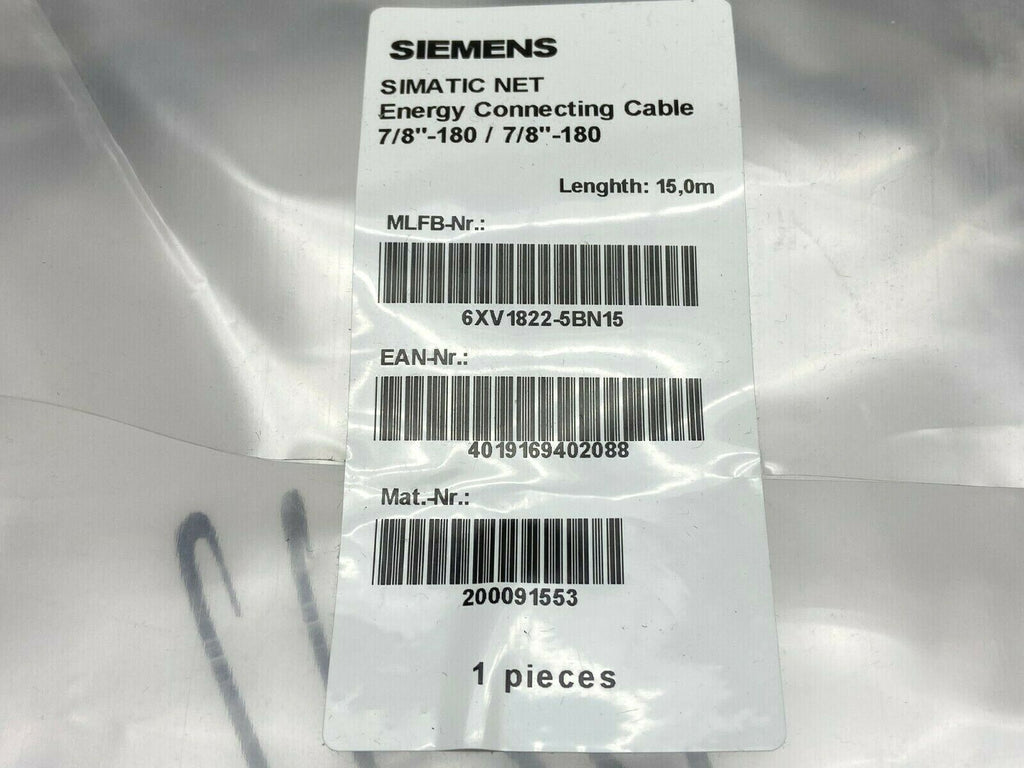 SIEMENS
SIMATIC NET
Energy Connecting Cable
7/8"-180 / 7/8"-180
Lenghth: 15,0m
MLFB-Nr.:
6XV1822-5BN15
EAN-Nr.:
4019169402088
Mat.-Nr.:
200091553
1 pieces